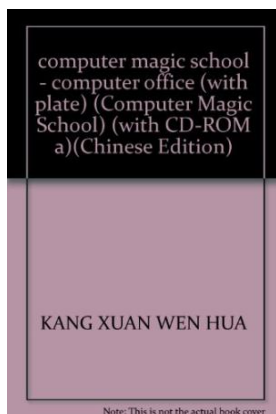 computer magic school
- computer office (with
plate) (Computer Magic
School) (with CD-ROM
a)(Chinese Edition)
KANG XUAN WEN HUA
Note: This is not the actual book cover